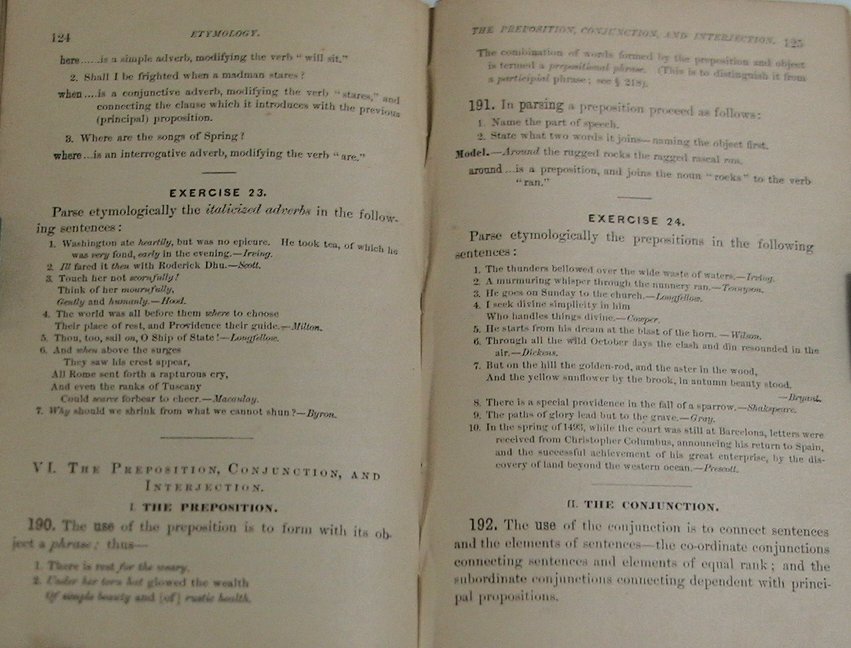 124 ETYMOLOGY.
here.....is a simple adverb, modifying the verb "will sit."
2. Shall I be frighted when a madman stares?
when....is a conjunctive adverb, modifying the verb "stares," and
connecting the clause which it introduces with the previous
(principal) proposition.
3. Where are the songs of Spring?
where...is an interrogative adverb, modifying the verb "are."
EXERCISE 23.
Parse etymologically the italicized adverbs in the follow-
ing sentences:
1. Washington ate heartily, but was no epicure. He took tea, of which he
was very fond, early in the evening.—Irving.
2. Ill fared it then with Roderick Dhu.—Scott.
3. Touch her not scornfully!
Think of her mournfully,
Gently and humanly.—Hood.
4. The world was all before them where to choose
Their place of rest, and Providence their guide.—Milton.
5. Thou, too, sail on, O Ship of State!—Longfellow.
6. And when above the surges
They saw his crest appear,
All Rome sent forth a rapturous cry,
And even the ranks of Tuscany
Could scarce forbear to cheer.—Macaulay.
7. Why should we shrink from what we cannot shun?—Byron.
VI. THE PREPOSITION, CONJUNCTION, AND
INTERJECTION.
I. THE PREPOSITION.
190. The use of the preposition is to form with its ob-
ject a phrase; thus—
1. There is rest for the weary.
2. Under her torn hat glowed the wealth
Of simple beauty and [of] rustic health.
THE PREPOSITION, CONJUNCTION, AND INTERJECTION. 125
The combination of words formed by the preposition and object
is termed a prepositional phrase. (This is to distinguish it from
a participial phrase; see § 218).
191. In parsing a preposition proceed as follows:
1. Name the part of speech.
2. State what two words it joins—naming the object first.
Model.—Around the rugged rocks the ragged rascal ran.
around...is a preposition, and joins the noun "rocks" to the verb
"ran."
EXERCISE 24.
Parse etymologically the prepositions in the following
sentences:
1. The thunders bellowed over the wide waste of waters.—Irving.
2. A murmuring whisper through the nunnery ran.—Tennyson.
3. He goes on Sunday to the church.—Longfellow.
4. I seek divine simplicity in him
Who handles things divine.—Cowper.
5. He starts from his dream at the blast of the horn.—Wilson.
6. Through all the wild October days the clash and din resounded in the
air.—Dickens.
7. But on the hill the golden-rod, and the aster in the wood,
And the yellow sunflower by the brook, in autumn beauty stood.
—Bryant.
8. There is a special providence in the fall of a sparrow.—Shakspeare.
9. The paths of glory lead but to the grave.—Gray.
10. In the spring of 1493, while the court was still at Barcelona, letters were
received from Christopher Columbus, announcing his return to Spain,
and the successful achievement of his great enterprise, by the dis-
covery of land beyond the western ocean.—Prescott.
II. THE CONJUNCTION.
192. The use of the conjunction is to connect sentences
and the elements of sentences—the co-ordinate conjunctions
connecting sentences and elements of equal rank; and the
subordinate conjunctions connecting dependent with princi-
pal propositions.